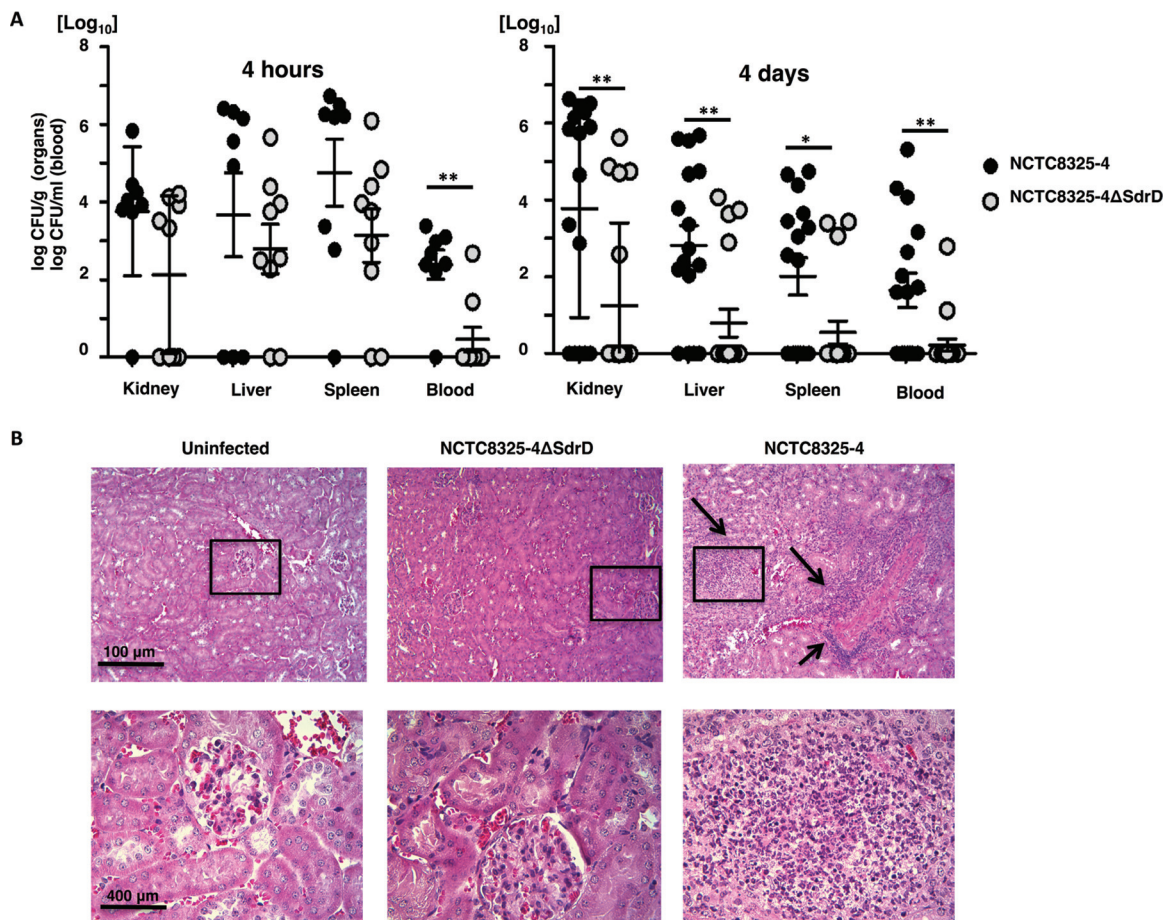 A
[Log10]
[Log10]
4 hours
4 days
log CFU/g (organs)
log CFU/ml (blood)
8
6
4
2
0
8
6
4
2
0
**
**
**
*
**
NCTC8325-4
NCTC8325-4ΔSdrD
Kidney Liver Spleen Blood
Kidney Liver Spleen Blood
B
Uninfected NCTC8325-4ΔSdrD NCTC8325-4
100 µm
400 µm